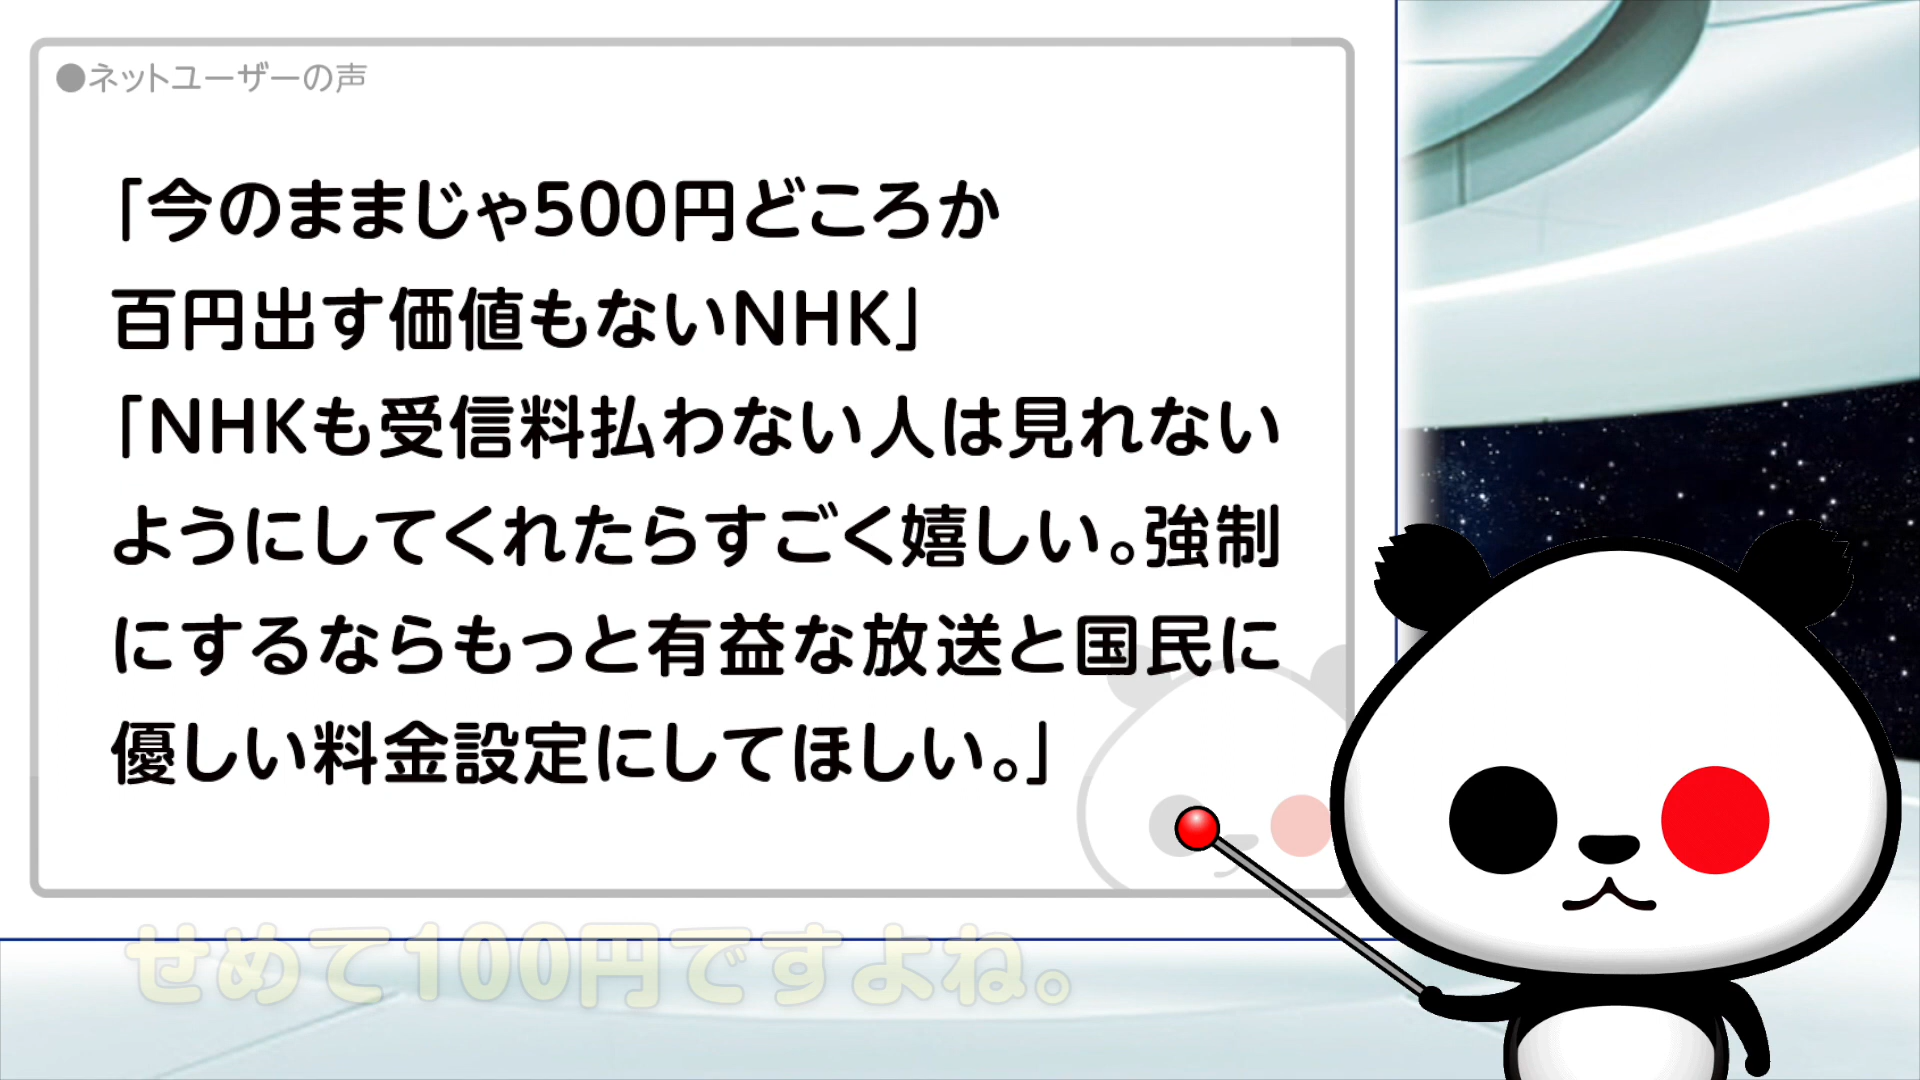 ●ネットユーザーの声
「今のままじゃ500円どころか
百円出す価値もないNHK」
「NHKも受信料払わない人は見れない
ようにしてくれたらすごく嬉しい。強制
にするならもっと有益な放送と国民に
優しい料金設定にしてほしい。」
せめて100円ですよね。